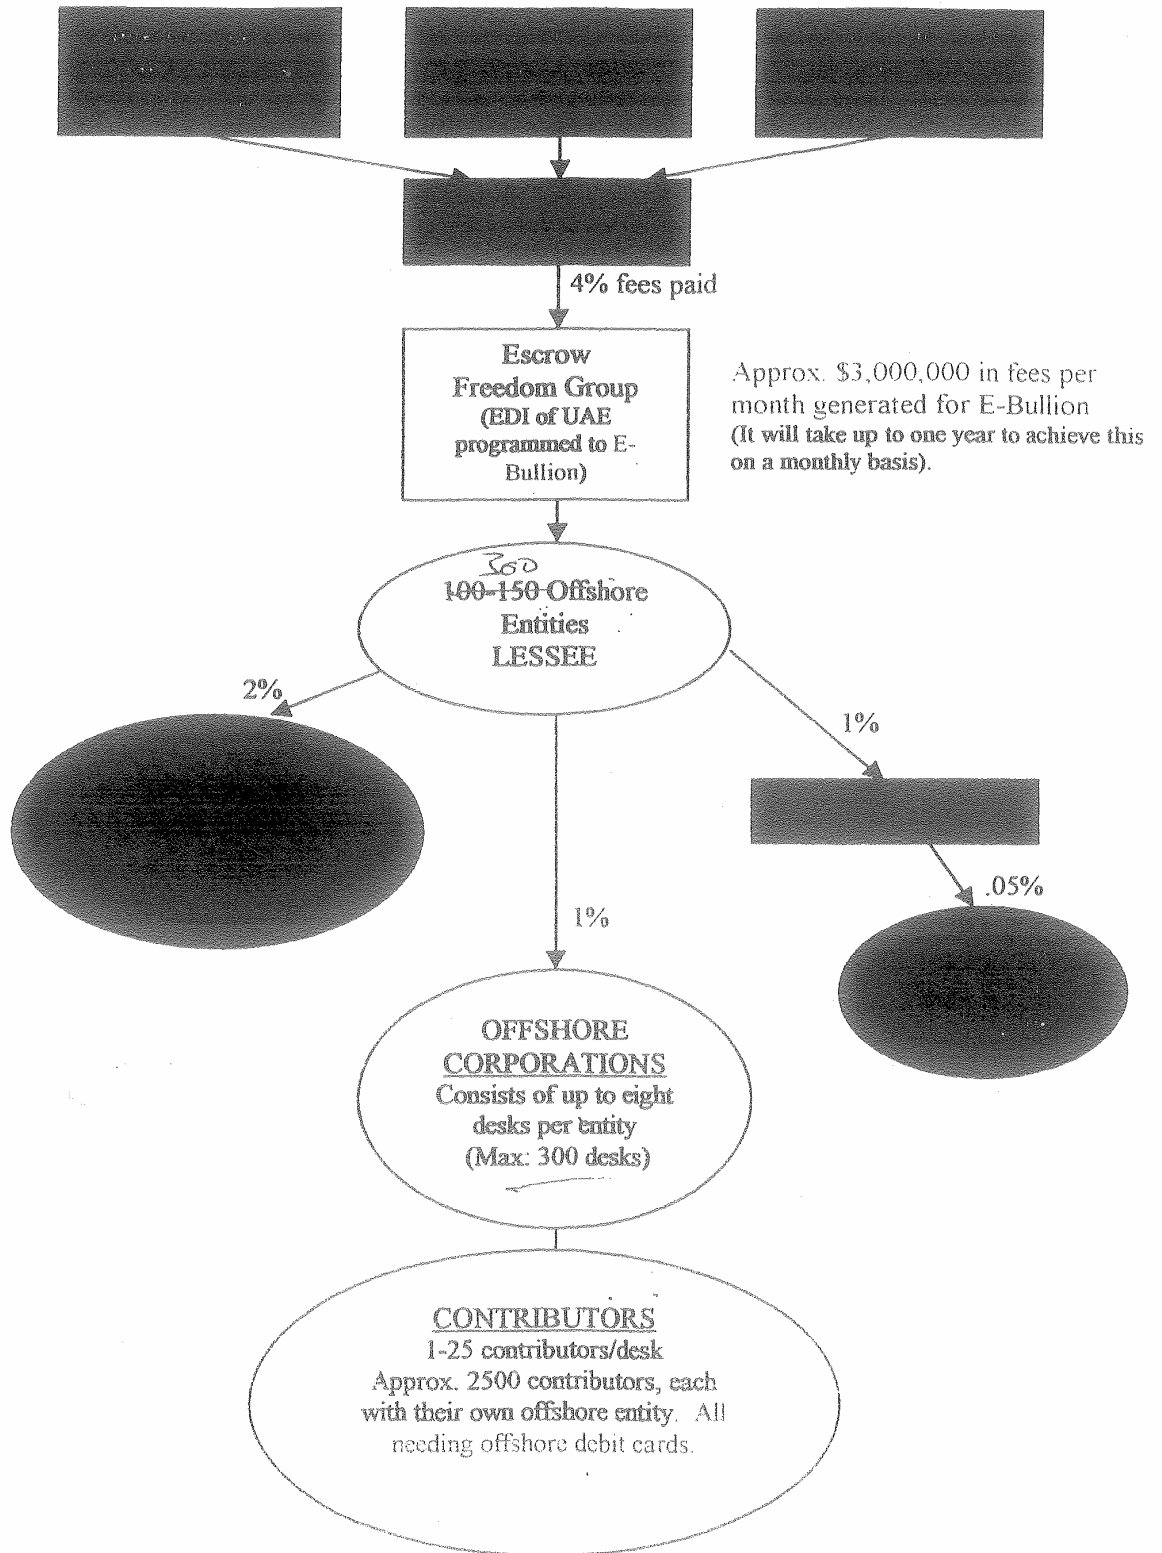 4% fees paid
Escrow
Freedom Group
(EDI of UAE
programmed to E-
Bullion)
Approx. $3,000,000 in fees per
month generated for E-Bullion
(It will take up to one year to achieve this
on a monthly basis).
300
100-150 Offshore
Entities
LESSEE
2%
1%
.05%
1%
OFFSHORE
CORPORATIONS
Consists of up to eight
desks per entity
(Max: 300 desks)
CONTRIBUTORS
1-25 contributors/desk
Approx. 2500 contributors, each
with their own offshore entity. All
needing offshore debit cards.